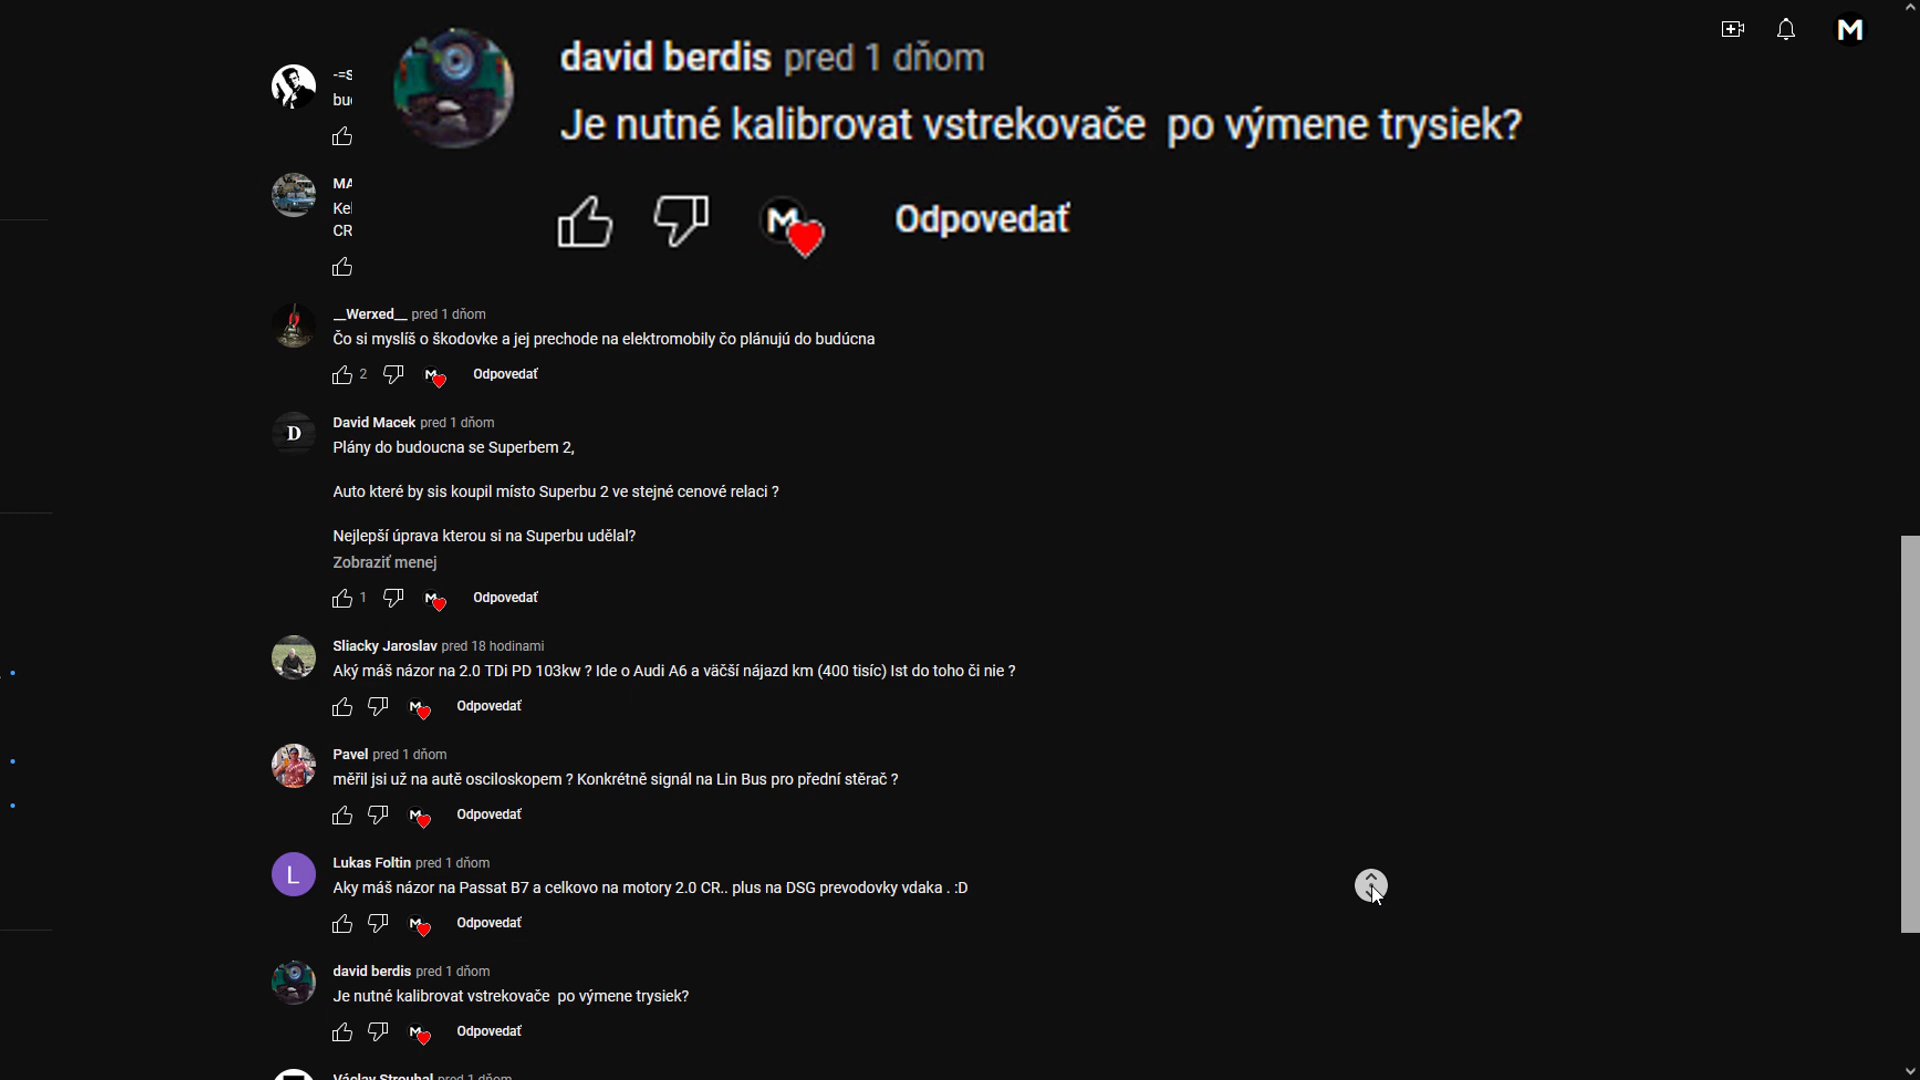 M
david berdis pred 1 dňom
Je nutné kalibrovat vstrekovače po výmene trysiek?
M
Odpovedať
-=S
MA
CR
__Werxed__ pred 1 dňom
Čo si myslíš o škodovke a jej prechode na elektromobily čo plánujú do budúcna
2 M Odpovedať
D
David Macek pred 1 dňom
Plány do budoucna se Superbem 2,
Auto které by sis koupil místo Superbu 2 ve stejné cenové relaci ?
Nejlepší úprava kterou si na Superbu udělal?
Zobraziť menej
1 M Odpovedať
Sliacky Jaroslav pred 18 hodinami
Aký máš názor na 2.0 TDi PD 103kw ? Ide o Audi A6 a väčší nájazd km (400 tisíc) Ist do toho či nie ?
M Odpovedať
Pavel pred 1 dňom
měřil jsi už na autě osciloskopem ? Konkrétně signál na Lin Bus pro přední stěrač ?
M Odpovedať
L
Lukas Foltin pred 1 dňom
Aky máš názor na Passat B7 a celkovo na motory 2.0 CR.. plus na DSG prevodovky vdaka . :D
M Odpovedať
david berdis pred 1 dňom
Je nutné kalibrovat vstrekovače po výmene trysiek?
M Odpovedať
Václav Strouhal pred 1 dňom